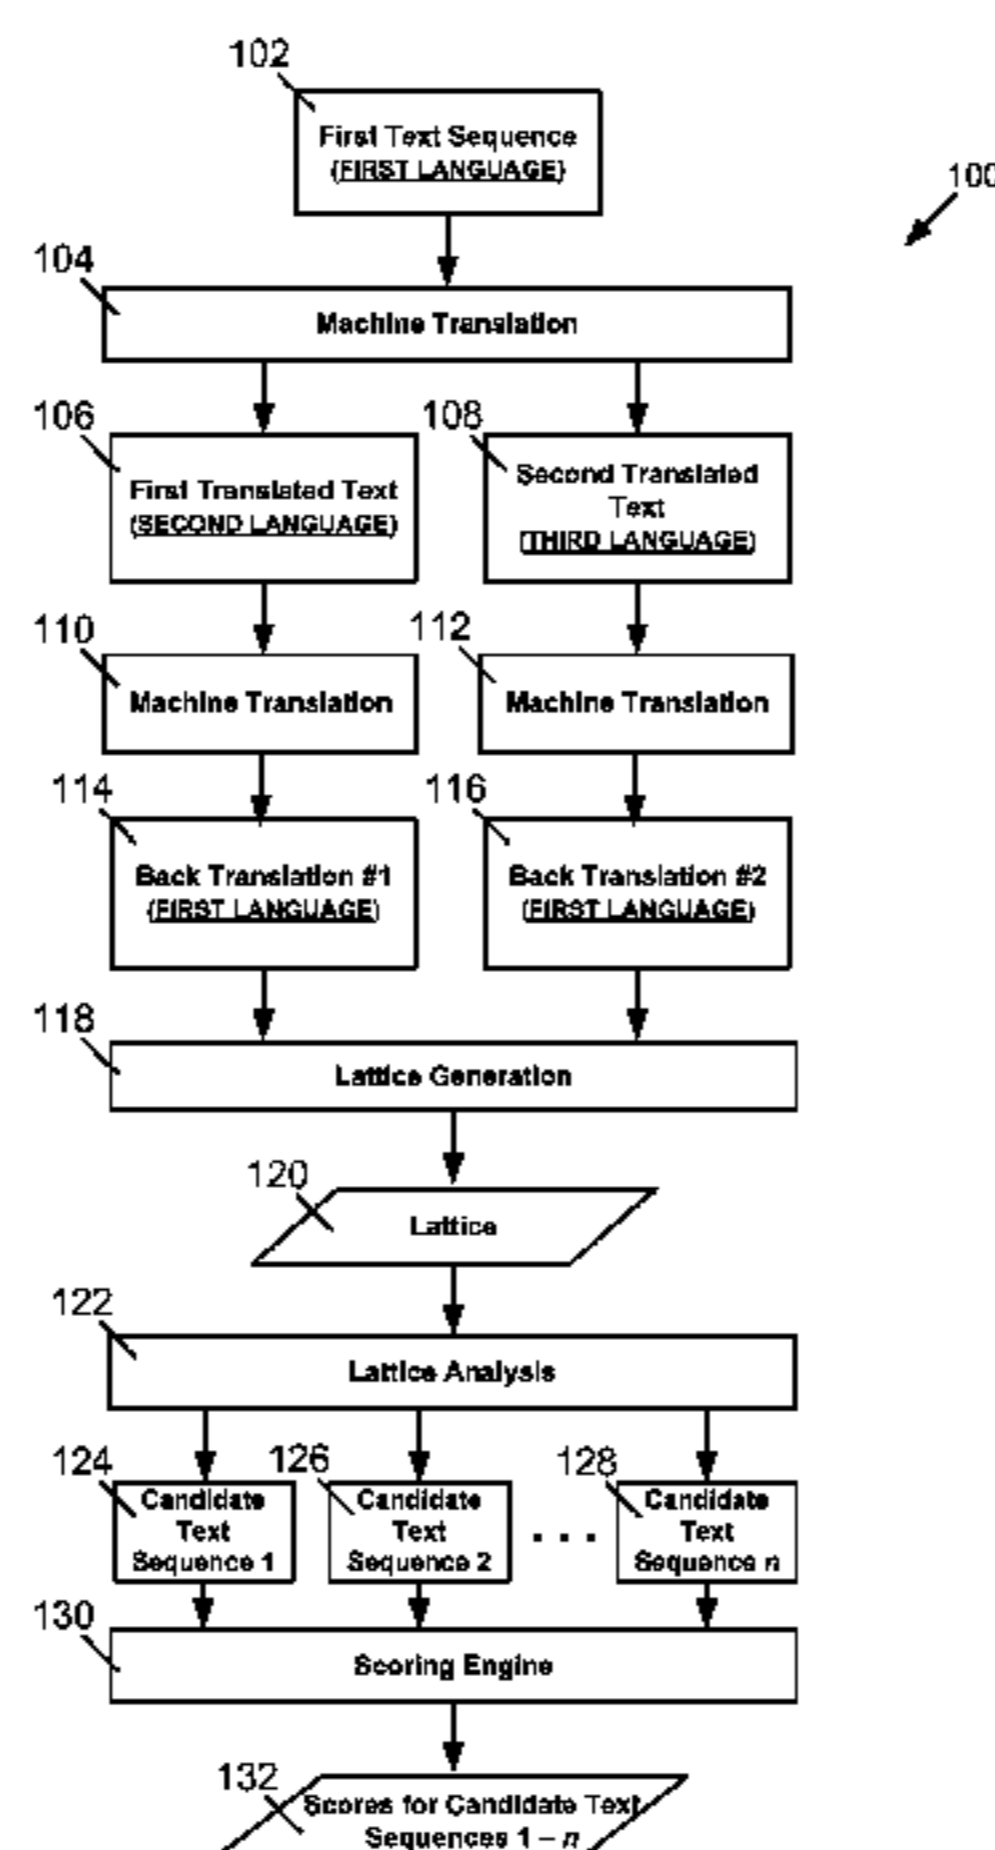 102
First Text Sequence
(FIRST LANGUAGE)
100
104
Machine Translation
106
First Translated Text
(SECOND LANGUAGE)
108
Second Translated
Text
(THIRD LANGUAGE)
110
Machine Translation
112
Machine Translation
114
Back Translation #1
(FIRST LANGUAGE)
116
Back Translation #2
(FIRST LANGUAGE)
118
Lattice Generation
120
Lattice
122
Lattice Analysis
124
Candidate
Text
Sequence 1
126
Candidate
Text
Sequence 2
. . .
128
Candidate
Text
Sequence n
130
Scoring Engine
132
Scores for Candidate Text
Sequences 1 – n